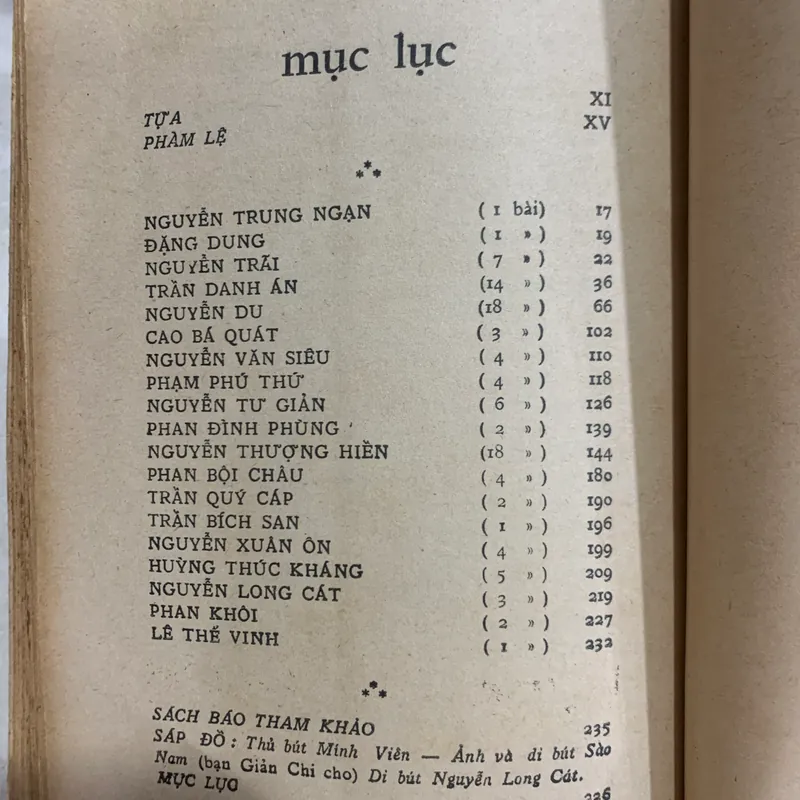 mục lục
TỰA XI
PHÀM LỆ XV
NGUYỄN TRUNG NGẠN ( 1 bài) 17
ĐẶNG DUNG ( 1 » ) 19
NGUYỄN TRÃI ( 7 » ) 22
TRẦN DANH ÁN (14 » ) 36
NGUYỄN DU (18 » ) 66
CAO BÁ QUÁT ( 3 » ) 102
NGUYỄN VĂN SIÊU ( 4 » ) 110
PHẠM PHÚ THỨ ( 4 » ) 118
NGUYỄN TƯ GIẢN ( 6 » ) 126
PHAN ĐÌNH PHÙNG ( 2 » ) 139
NGUYỄN THƯỢNG HIỀN (18 » ) 144
PHAN BỘI CHÂU ( 4 » ) 180
TRẦN QUÝ CÁP ( 2 » ) 190
TRẦN BÍCH SAN ( 1 » ) 196
NGUYỄN XUÂN ÔN ( 4 » ) 199
HUỲNG THỨC KHÁNG ( 5 » ) 209
NGUYỄN LONG CÁT ( 3 » ) 219
PHAN KHÔI ( 2 » ) 227
LÊ THẾ VINH ( 1 » ) 232
SÁCH BÁO THAM KHẢO 235
SÁP ĐỒ : Thủ bút Minh Viên — Ảnh và di bút Sào
Nam (bạn Giản Chi cho) Di bút Nguyễn Long Cát.
MỤC LỤC 236